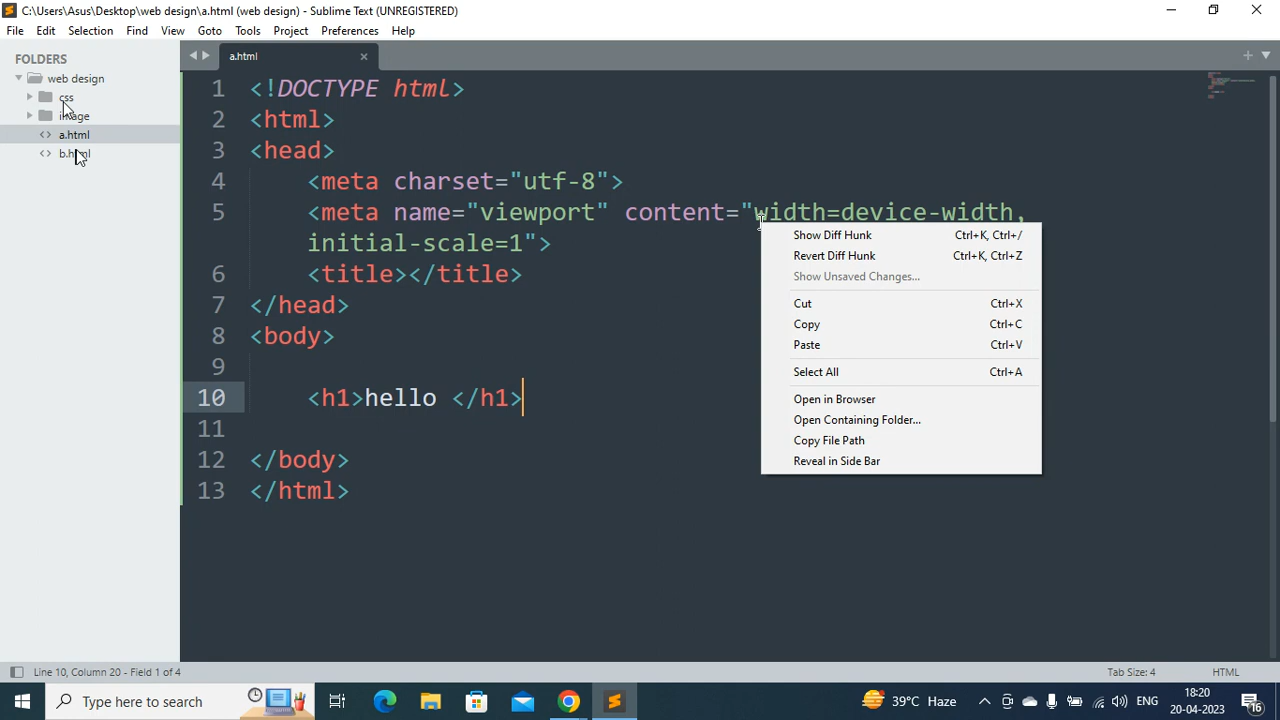 C:\Users\Asus\Desktop\web design\a.html (web design) - Sublime Text (UNREGISTERED)
File Edit Selection Find View Goto Tools Project Preferences Help
FOLDERS
web design
css
image
a.html
b.html
a.html
1 <!DOCTYPE html>
2 <html>
3 <head>
4 <meta charset="utf-8">
5 <meta name="viewport" content="width=device-width,
initial-scale=1">
6 <title></title>
7 </head>
8 <body>
9
10 <h1>hello </h1>
11
12 </body>
13 </html>
Show Diff Hunk Ctrl+K, Ctrl+/
Revert Diff Hunk Ctrl+K, Ctrl+Z
Show Unsaved Changes...
Cut Ctrl+X
Copy Ctrl+C
Paste Ctrl+V
Select All Ctrl+A
Open in Browser
Open Containing Folder...
Copy File Path
Reveal in Side Bar
Line 10, Column 20 - Field 1 of 4
Tab Size: 4
HTML
Type here to search
39°C Haze
ENG
18:20
20-04-2023
16